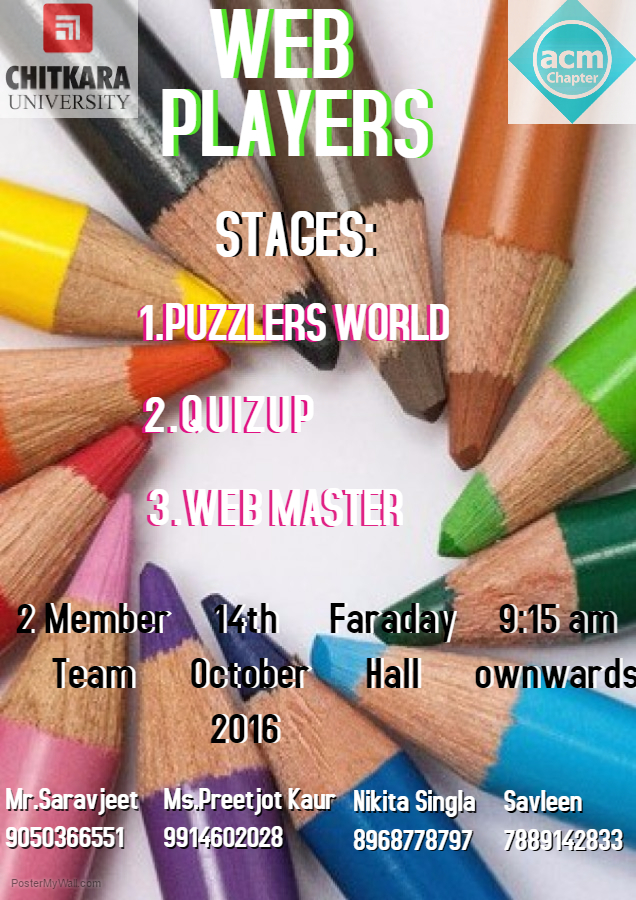 CHITKARA
UNIVERSITY
acm
Chapter
WEB
PLAYERS
STAGES:
1.PUZZLERS WORLD
2.QUIZUP
3.WEB MASTER
2 Member
Team
14th
October
2016
Faraday
Hall
9:15 am
ownwards
Mr.Saravjeet
9050366551
Ms.Preetjot Kaur
9914602028
Nikita Singla
8968778797
Savleen
7889142833
PosterMyWall.com